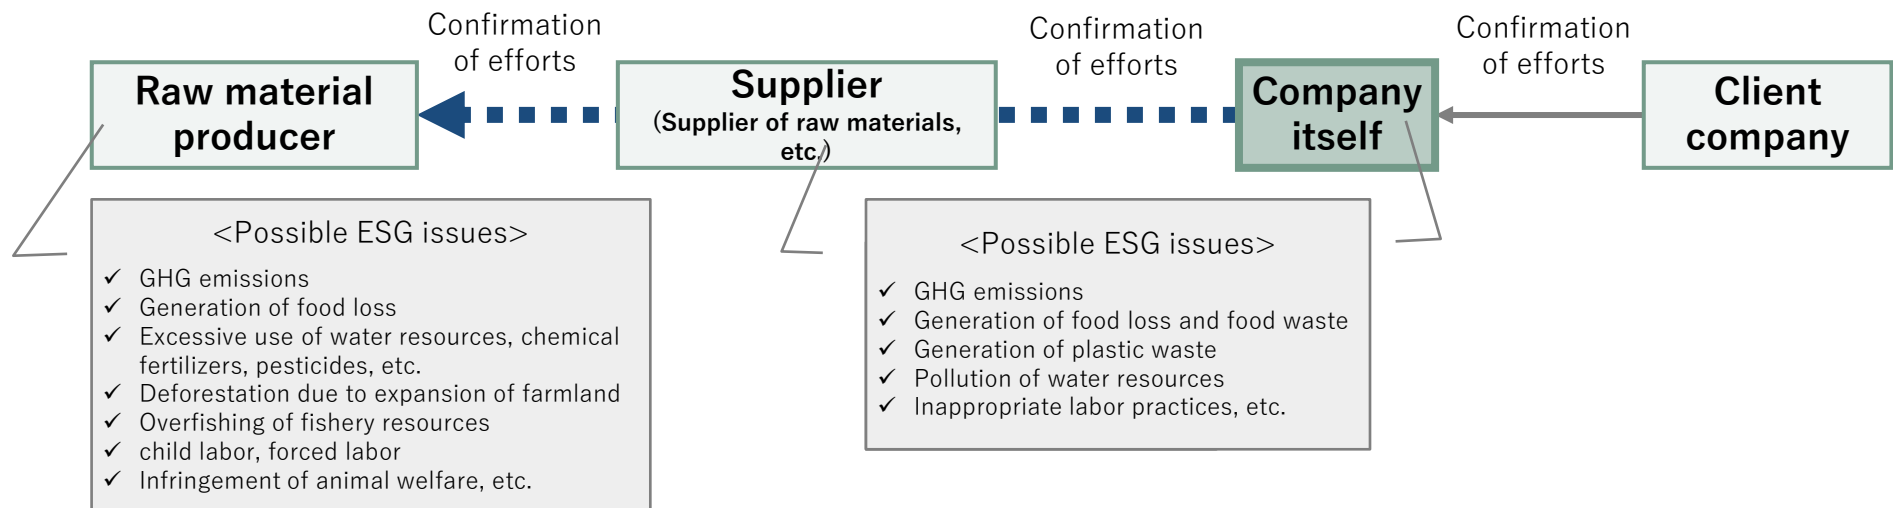 Confirmation
of efforts
Confirmation
of efforts
Confirmation
of efforts
Raw material
producer
Supplier
(Supplier of raw materials,
etc.)
Company
itself
Client
company
<Possible ESG issues>
✓ GHG emissions
✓ Generation of food loss
✓ Excessive use of water resources, chemical
fertilizers, pesticides, etc.
✓ Deforestation due to expansion of farmland
✓ Overfishing of fishery resources
✓ child labor, forced labor
✓ Infringement of animal welfare, etc.
<Possible ESG issues>
✓ GHG emissions
✓ Generation of food loss and food waste
✓ Generation of plastic waste
✓ Pollution of water resources
✓ Inappropriate labor practices, etc.